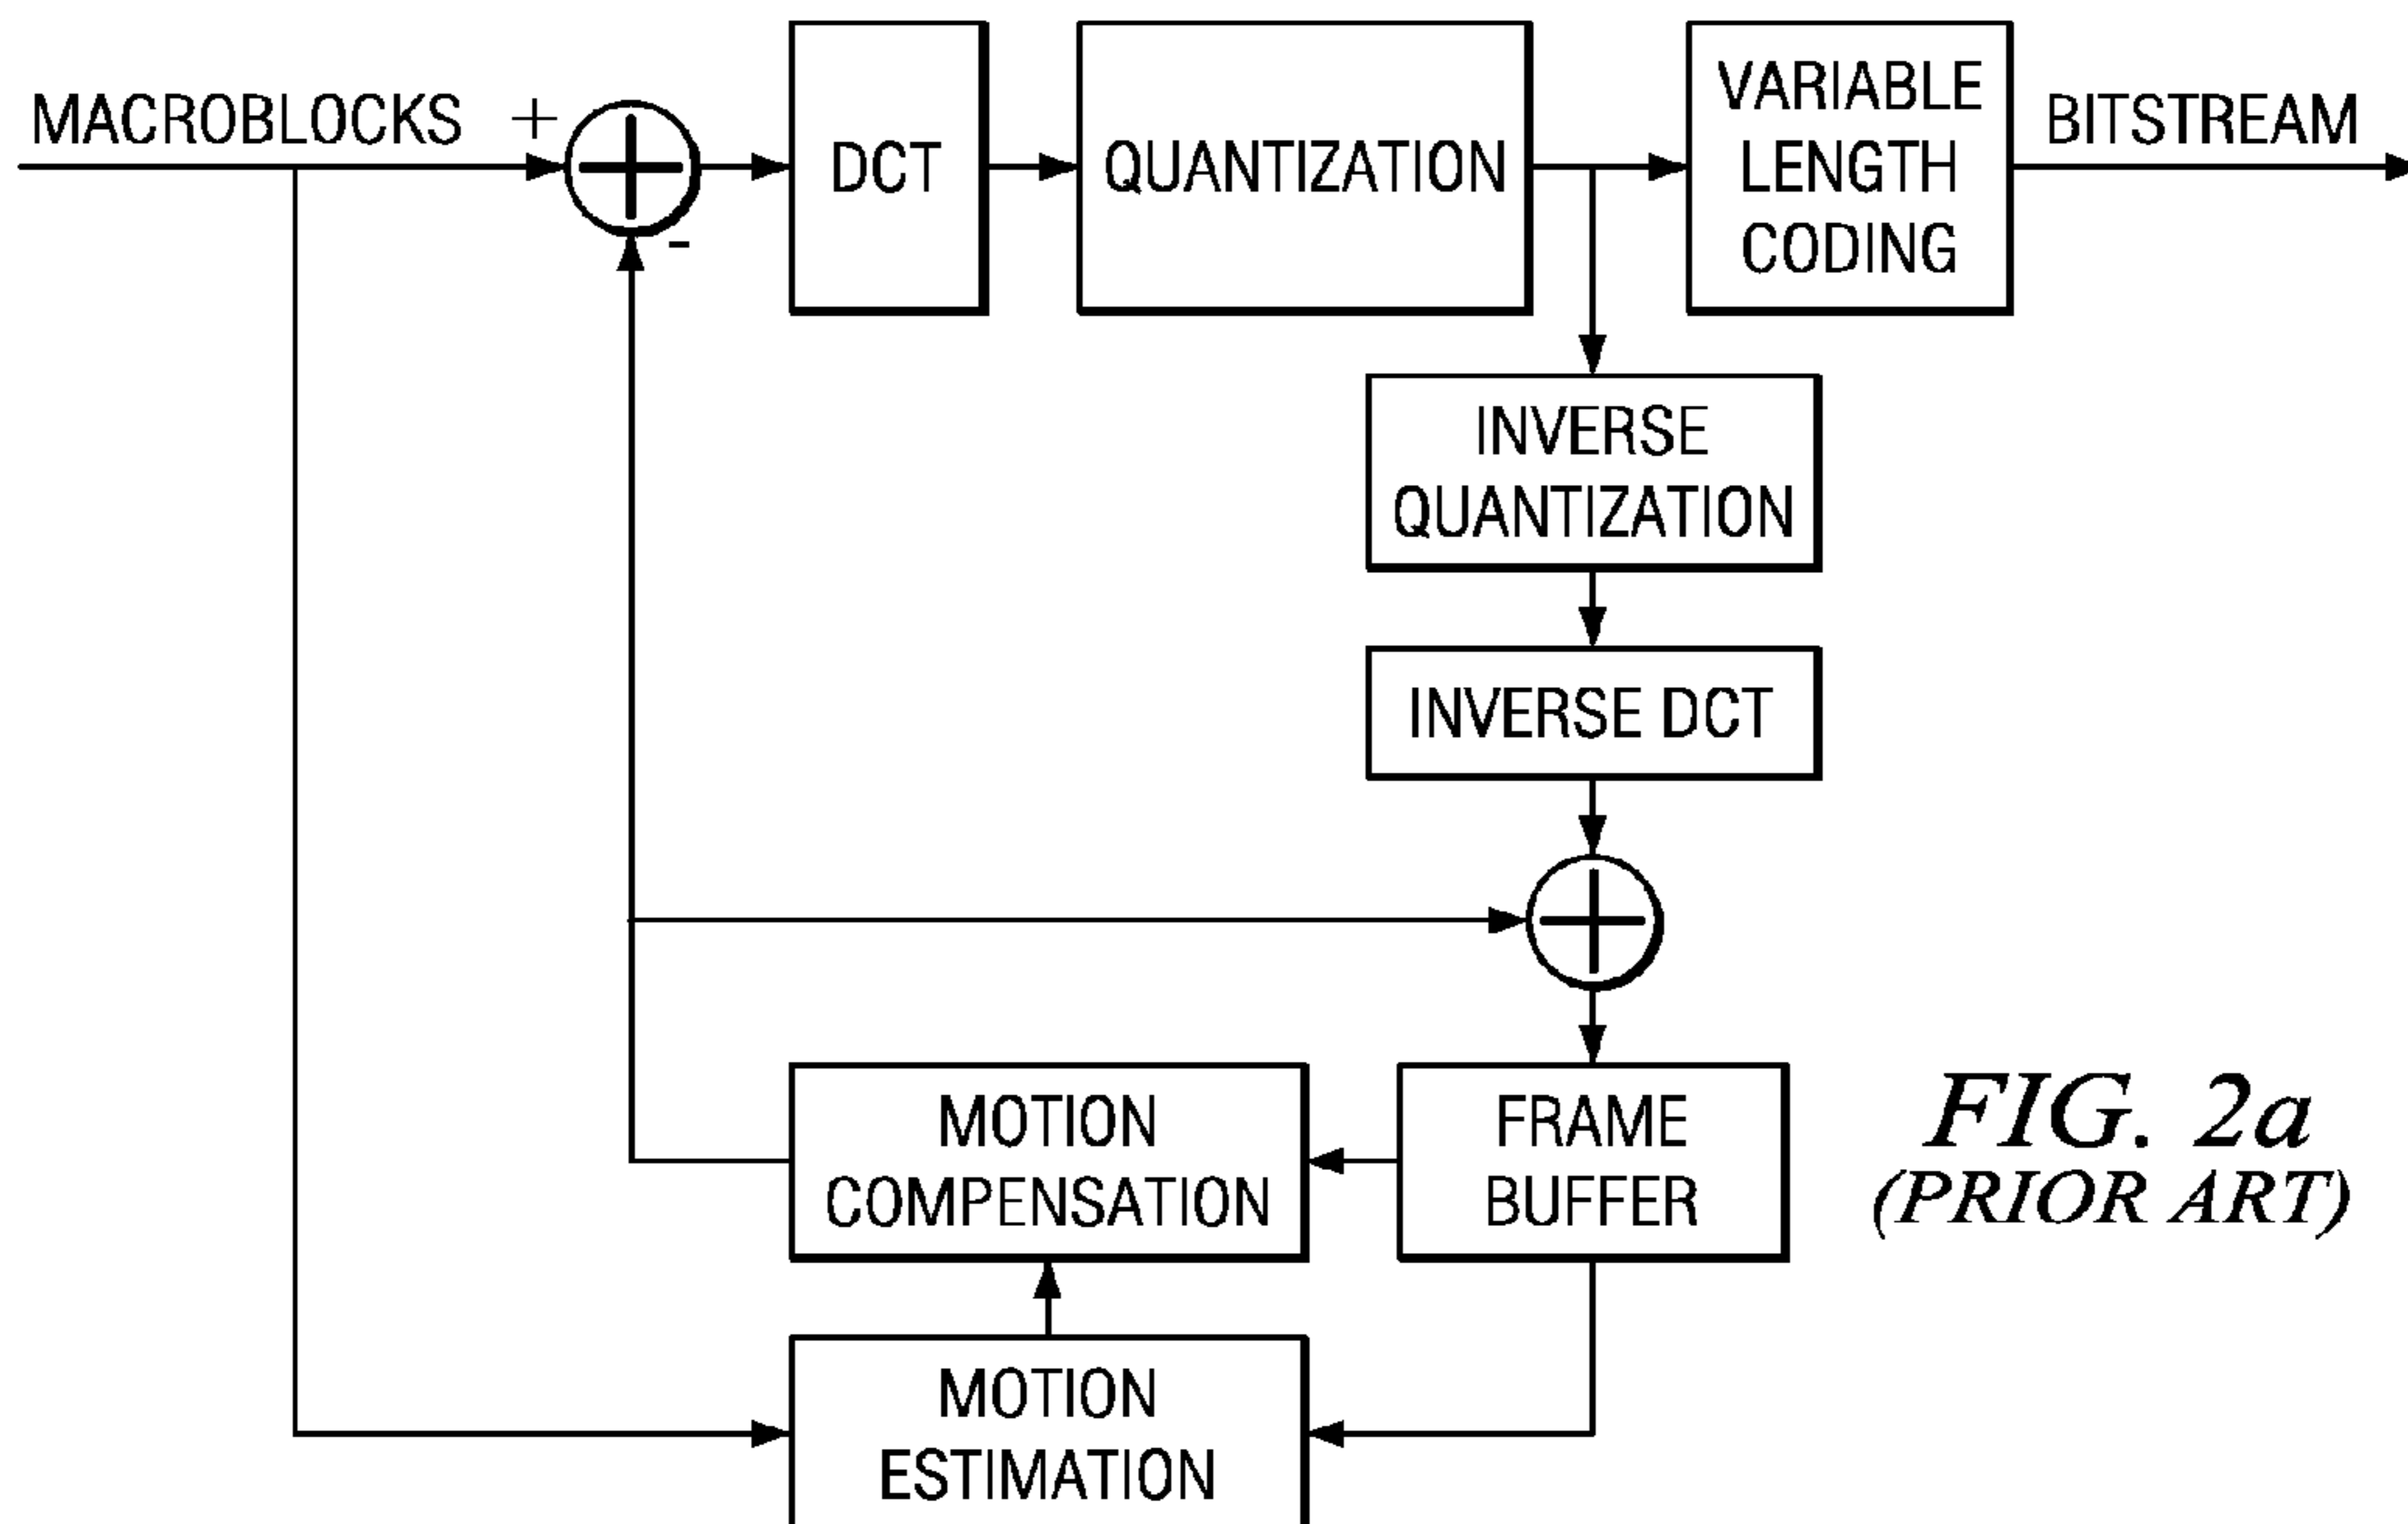 MACROBLOCKS +
-
DCT
QUANTIZATION
VARIABLE
LENGTH
CODING
BITSTREAM
INVERSE
QUANTIZATION
INVERSE DCT
MOTION
COMPENSATION
FRAME
BUFFER
MOTION
ESTIMATION
FIG. 2a
(PRIOR ART)